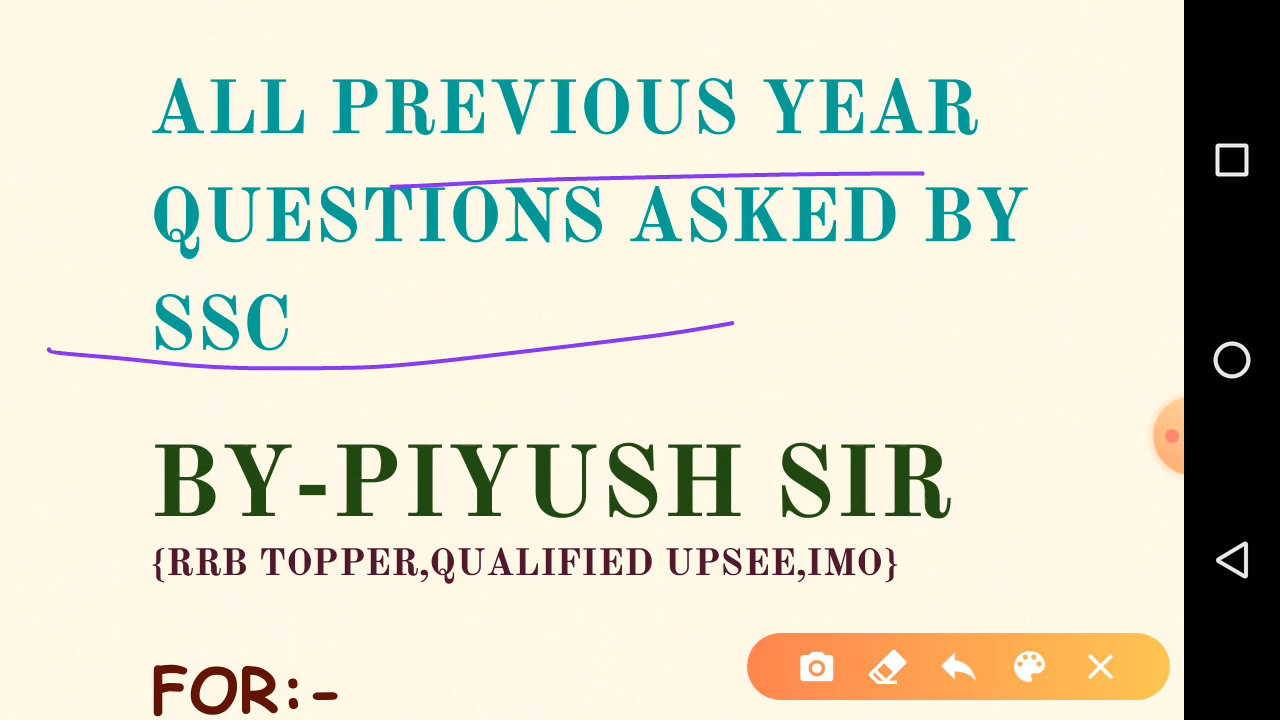 ALL PREVIOUS YEAR
QUESTIONS ASKED BY
SSC
BY-PIYUSH SIR
{RRB TOPPER,QUALIFIED UPSEE,IMO}
FOR:-